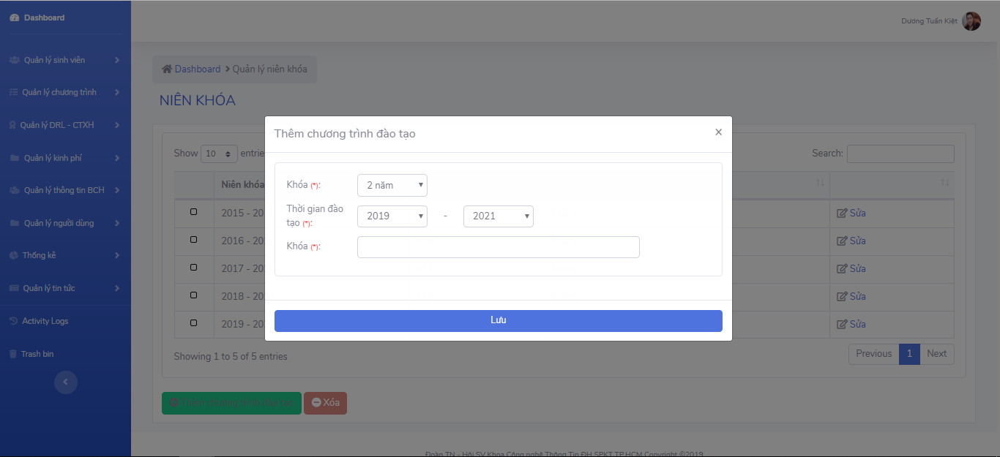 Dashboard
Dương Tuấn Kiệt
Quản lý sinh viên
Quản lý chương trình
Quản lý DRL - CTXH
Quản lý kinh phí
Quản lý thông tin BCH
Quản lý người dùng
Thống kê
Quản lý tin tức
Activity Logs
Trash bin
Dashboard > Quản lý niên khóa
NIÊN KHÓA
Thêm chương trình đào tạo ×
Khóa (*): 2 năm
Thời gian đào
tạo (*): 2019 - 2021
Khóa (*):
Lưu
Show 10 entrie
Search:
Niên khóa
2015 - 20 Sửa
2016 - 20 Sửa
2017 - 20 Sửa
2018 - 20 Sửa
2019 - 20 Sửa
Showing 1 to 5 of 5 entries
Previous 1 Next
Thêm chương trình đào tạo Xóa
Đoàn TN - Hội SV Khoa Công nghệ Thông Tin ĐH SPKT TP.HCM Copyright ©2019